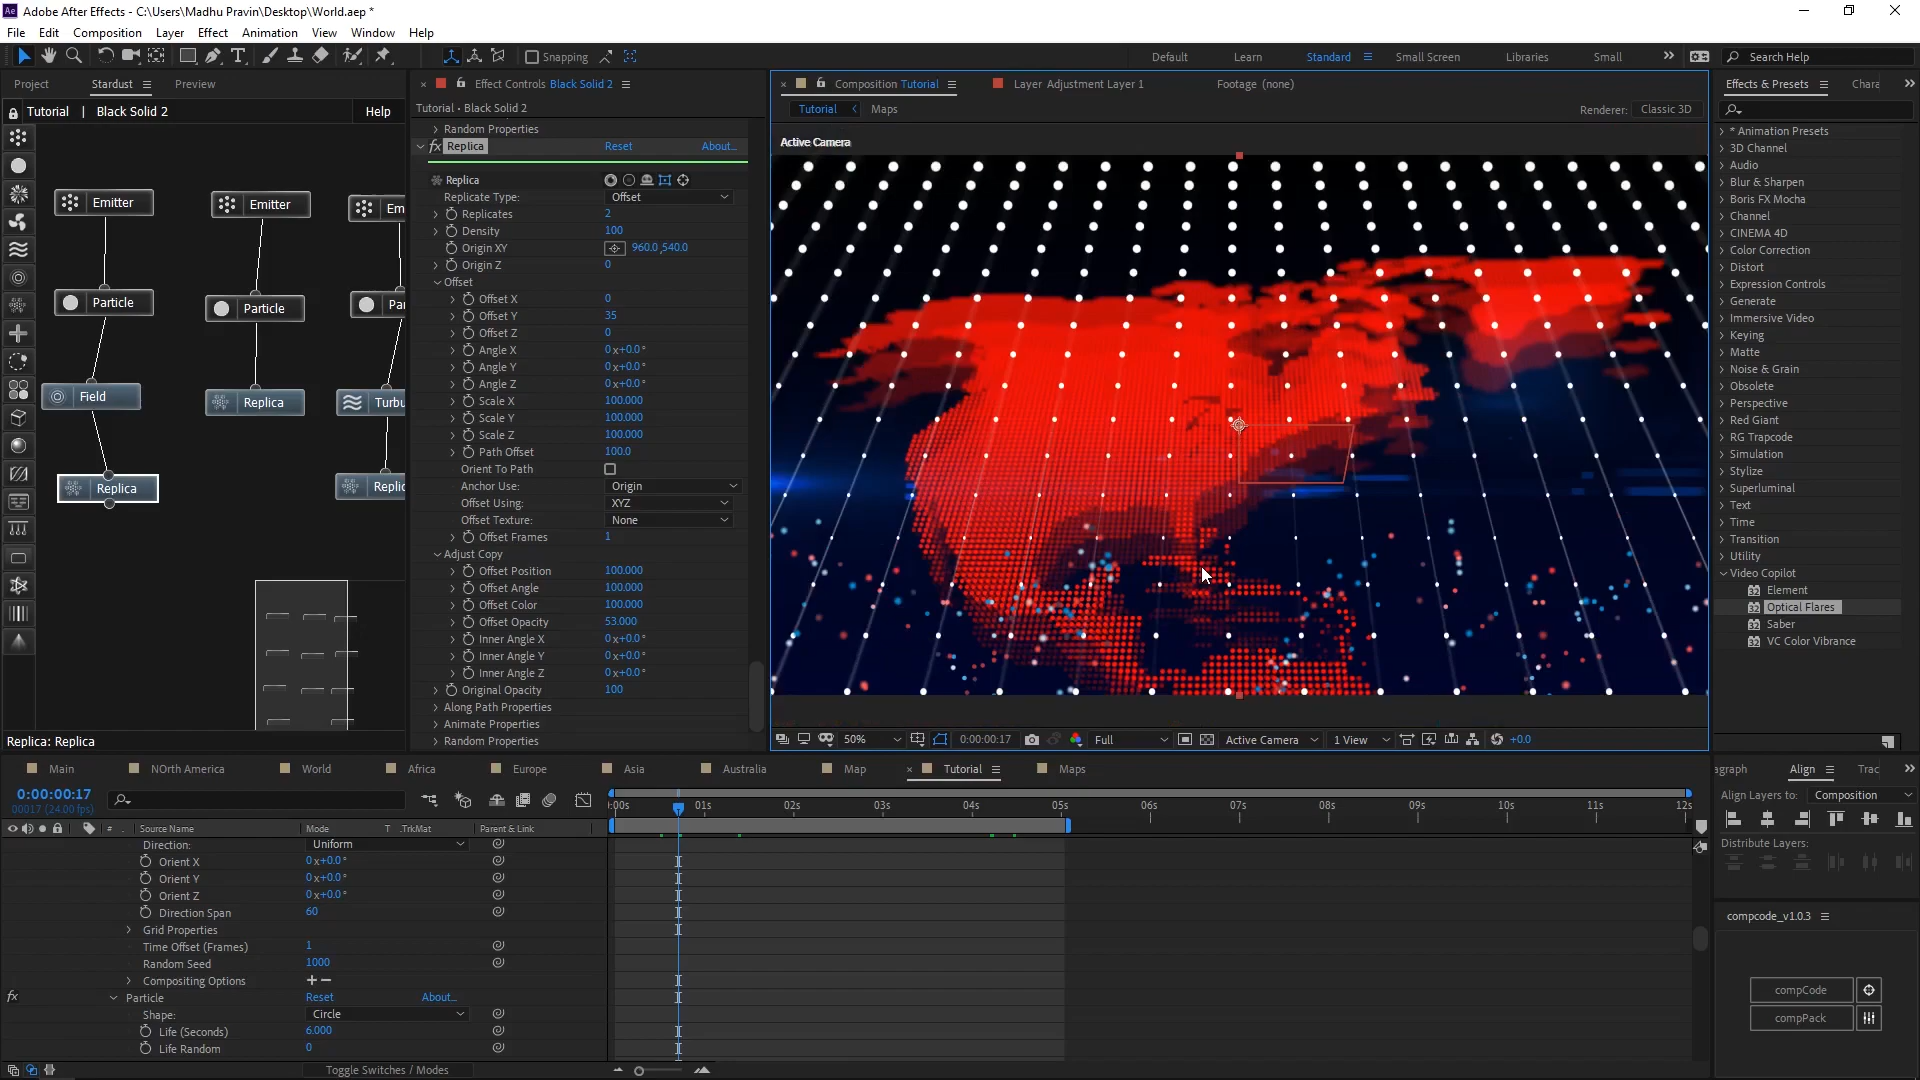 Adobe After Effects - C:\Users\Madhu Pravin\Desktop\World.aep *
File Edit Composition Layer Effect Animation View Window Help
Snapping
Default Learn Standard Small Screen Libraries Small
Search Help
Project Stardust Preview
Tutorial | Black Solid 2 Help
Emitter Emitter Em
Particle Particle Par
Field Replica Turbu
Replica Replic
Replica: Replica
Effect Controls Black Solid 2
Tutorial • Black Solid 2
Random Properties
fx Replica Reset About...
Replica
Replicate Type: Offset
Replicates 2
Density 100
Origin XY 960.0,540.0
Origin Z 0
Offset
Offset X 0
Offset Y 35
Offset Z 0
Angle X 0x+0.0°
Angle Y 0x+0.0°
Angle Z 0x+0.0°
Scale X 100.000
Scale Y 100.000
Scale Z 100.000
Path Offset 100.0
Orient To Path
Anchor Use: Origin
Offset Using: XYZ
Offset Texture: None
Offset Frames 1
Adjust Copy
Offset Position 100.000
Offset Angle 100.000
Offset Color 100.000
Offset Opacity 53.000
Inner Angle X 0x+0.0°
Inner Angle Y 0x+0.0°
Inner Angle Z 0x+0.0°
Original Opacity 100
Along Path Properties
Animate Properties
Random Properties
Composition Tutorial Layer Adjustment Layer 1 Footage (none)
Tutorial Maps Renderer: Classic 3D
Active Camera
50% 0:00:00:17 Full Active Camera 1 View +0.0
Effects & Presets Chara
* Animation Presets
3D Channel
Audio
Blur & Sharpen
Boris FX Mocha
Channel
CINEMA 4D
Color Correction
Distort
Expression Controls
Generate
Immersive Video
Keying
Matte
Noise & Grain
Obsolete
Perspective
Red Giant
RG Trapcode
Simulation
Stylize
Superluminal
Text
Time
Transition
Utility
Video Copilot
Element
Optical Flares
Saber
VC Color Vibrance
Main NOrth America World Africa Europe Asia Australia Map Tutorial Maps
0:00:00:17
00017 (24.00 fps)
:00s 01s 02s 03s 04s 05s 06s 07s 08s 09s 10s 11s 12s
# . Source Name Mode T .TrkMat Parent & Link
Direction: Uniform
Orient X 0x+0.0°
Orient Y 0x+0.0°
Orient Z 0x+0.0°
Direction Span 60
Grid Properties
Time Offset (Frames) 1
Random Seed 1000
Compositing Options + −
fx Particle Reset About...
Shape: Circle
Life (Seconds) 6.000
Life Random 0
Toggle Switches / Modes
agraph Align Trac
Align Layers to: Composition
Distribute Layers:
compcode_v1.0.3
compCode
compPack